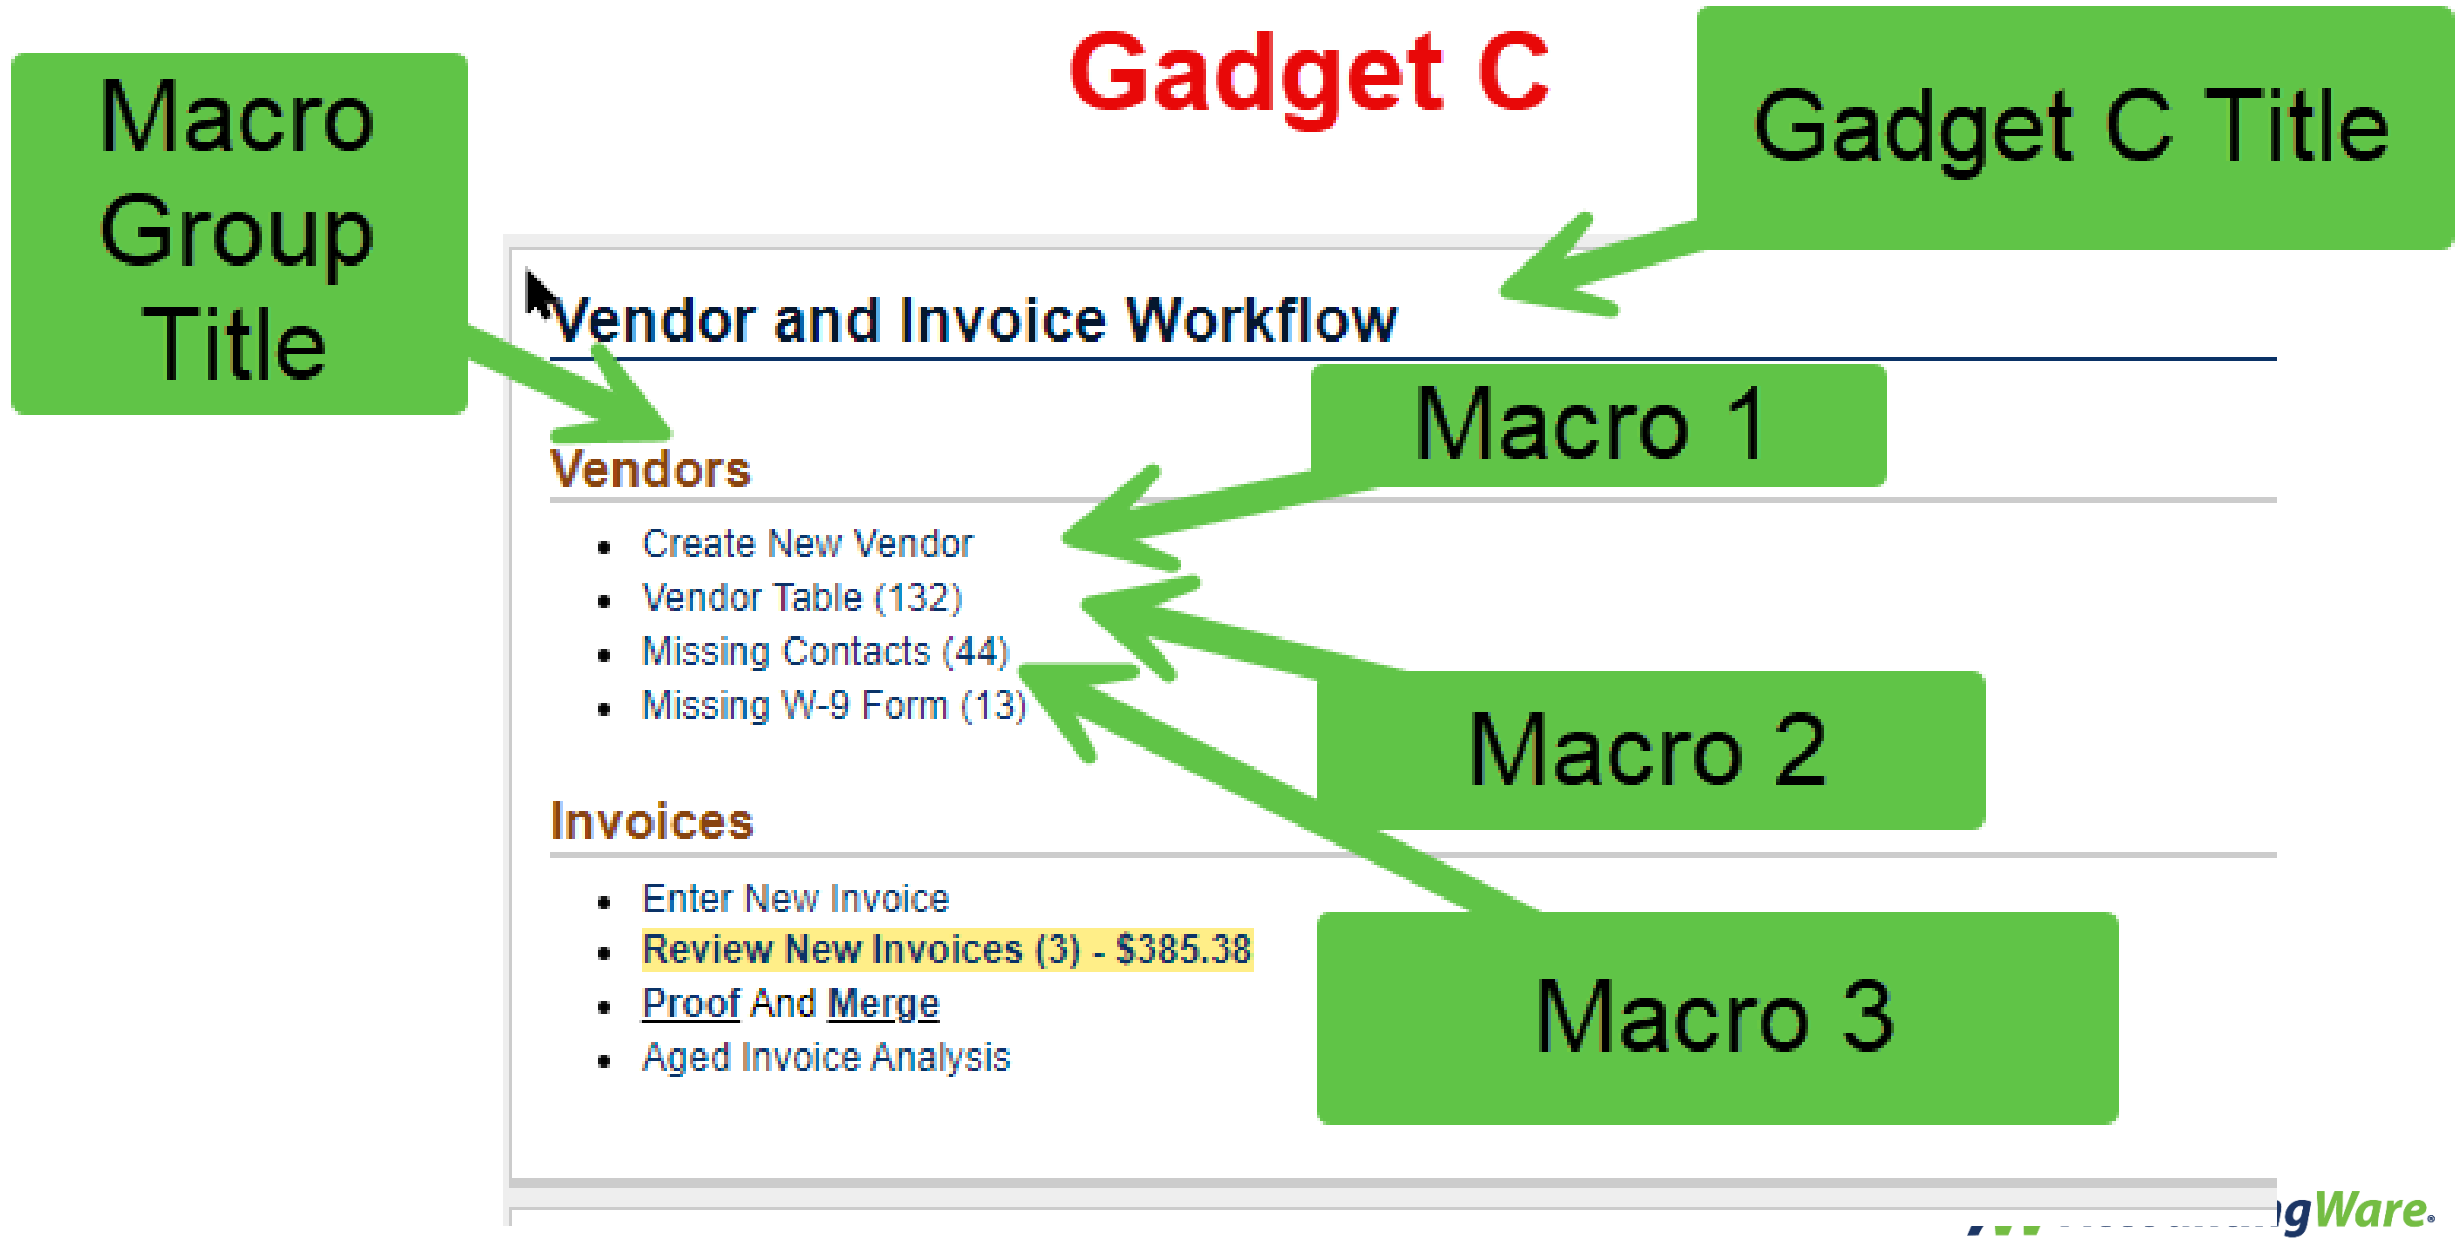 Gadget C
Macro
Group
Title
Gadget C Title
Vendor and Invoice Workflow
Macro 1
Vendors
Create New Vendor
Vendor Table (132)
Missing Contacts (44)
Missing W-9 Form (13)
Macro 2
Invoices
Enter New Invoice
Review New Invoices (3) - $385.38
Proof And Merge
Aged Invoice Analysis
Macro 3
gWare